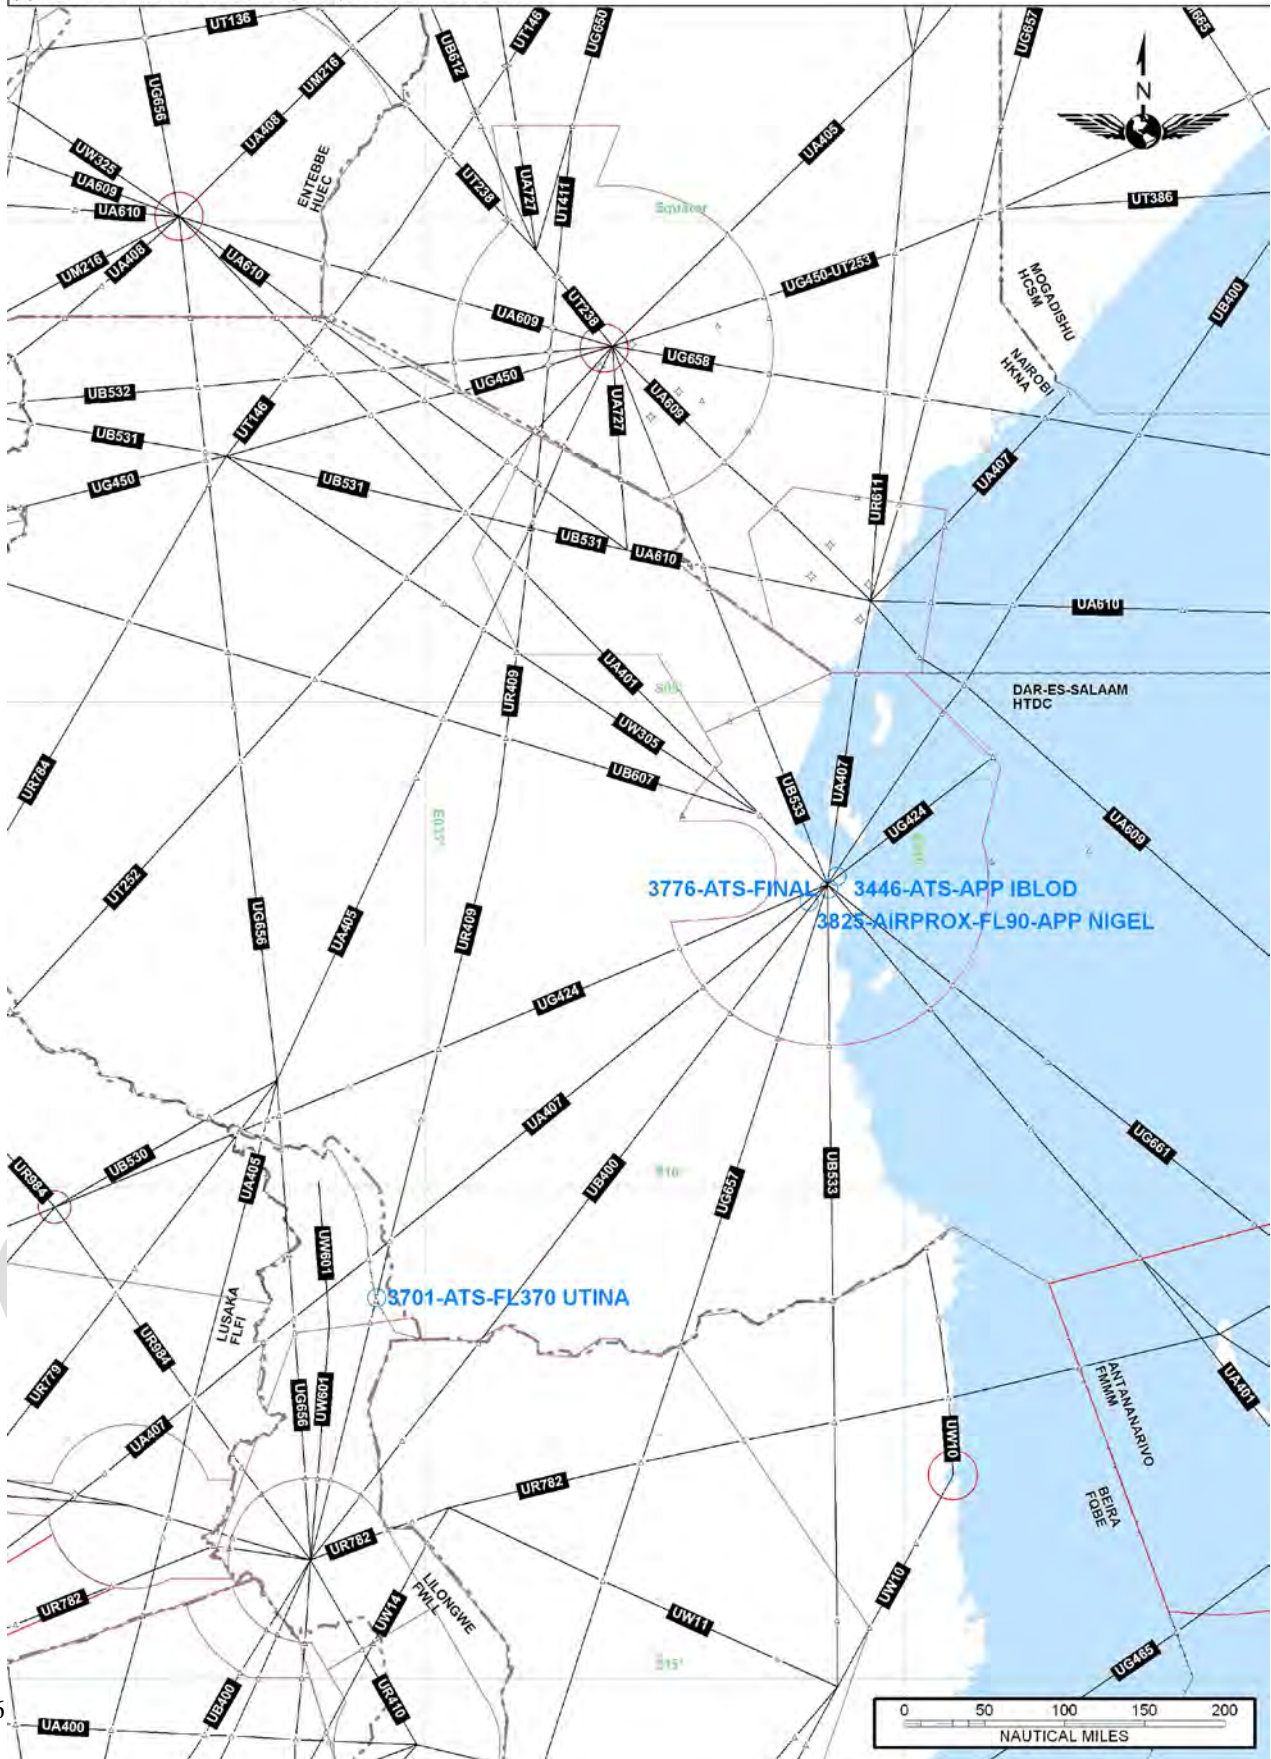 UT136
UG656
UM216
UA408
UB612
UT146
UG650
UG657
UM665
N
UA405
UW325
UA609
UA610
ENTEBBE
HUEC
UT238
UA727
UT411
Equator
UT386
UM216
UA408
UA610
UG450-UT253
MOGADISHU
HCSM
UB400
UA609
UT238
UG658
NAIROBI
HKNA
UB532
UG450
UA727
UA609
UT146
UB531
UG450
UB531
UB531
UA610
UR611
UA407
UA610
UA401
UR409
S05°
DAR-ES-SALAAM
HTDC
UW305
UB607
UR784
UB533
UA407
UG424
UA609
E035°
UT252
3776-ATS-FINAL
3446-ATS-APP IBLOD
3825-AIRPROX-FL90-APP NIGEL
UG656
UA405
UR409
UG424
UA407
UB530
UR984
UA405
UB400
S10°
UG657
UB533
UG661
UW601
3701-ATS-FL370 UTINA
LUSAKA
FLFI
UR984
UR779
UG656
UW601
UA407
ANTANANARIVO
FMMM
UA401
UW10
BEIRA
FQBE
UR782
UR782
UR782
LILONGWE
FWLL
UW14
UW11
UW10
S15°
UG465
UB400
UR410
UA400
0 50 100 150 200
NAUTICAL MILES